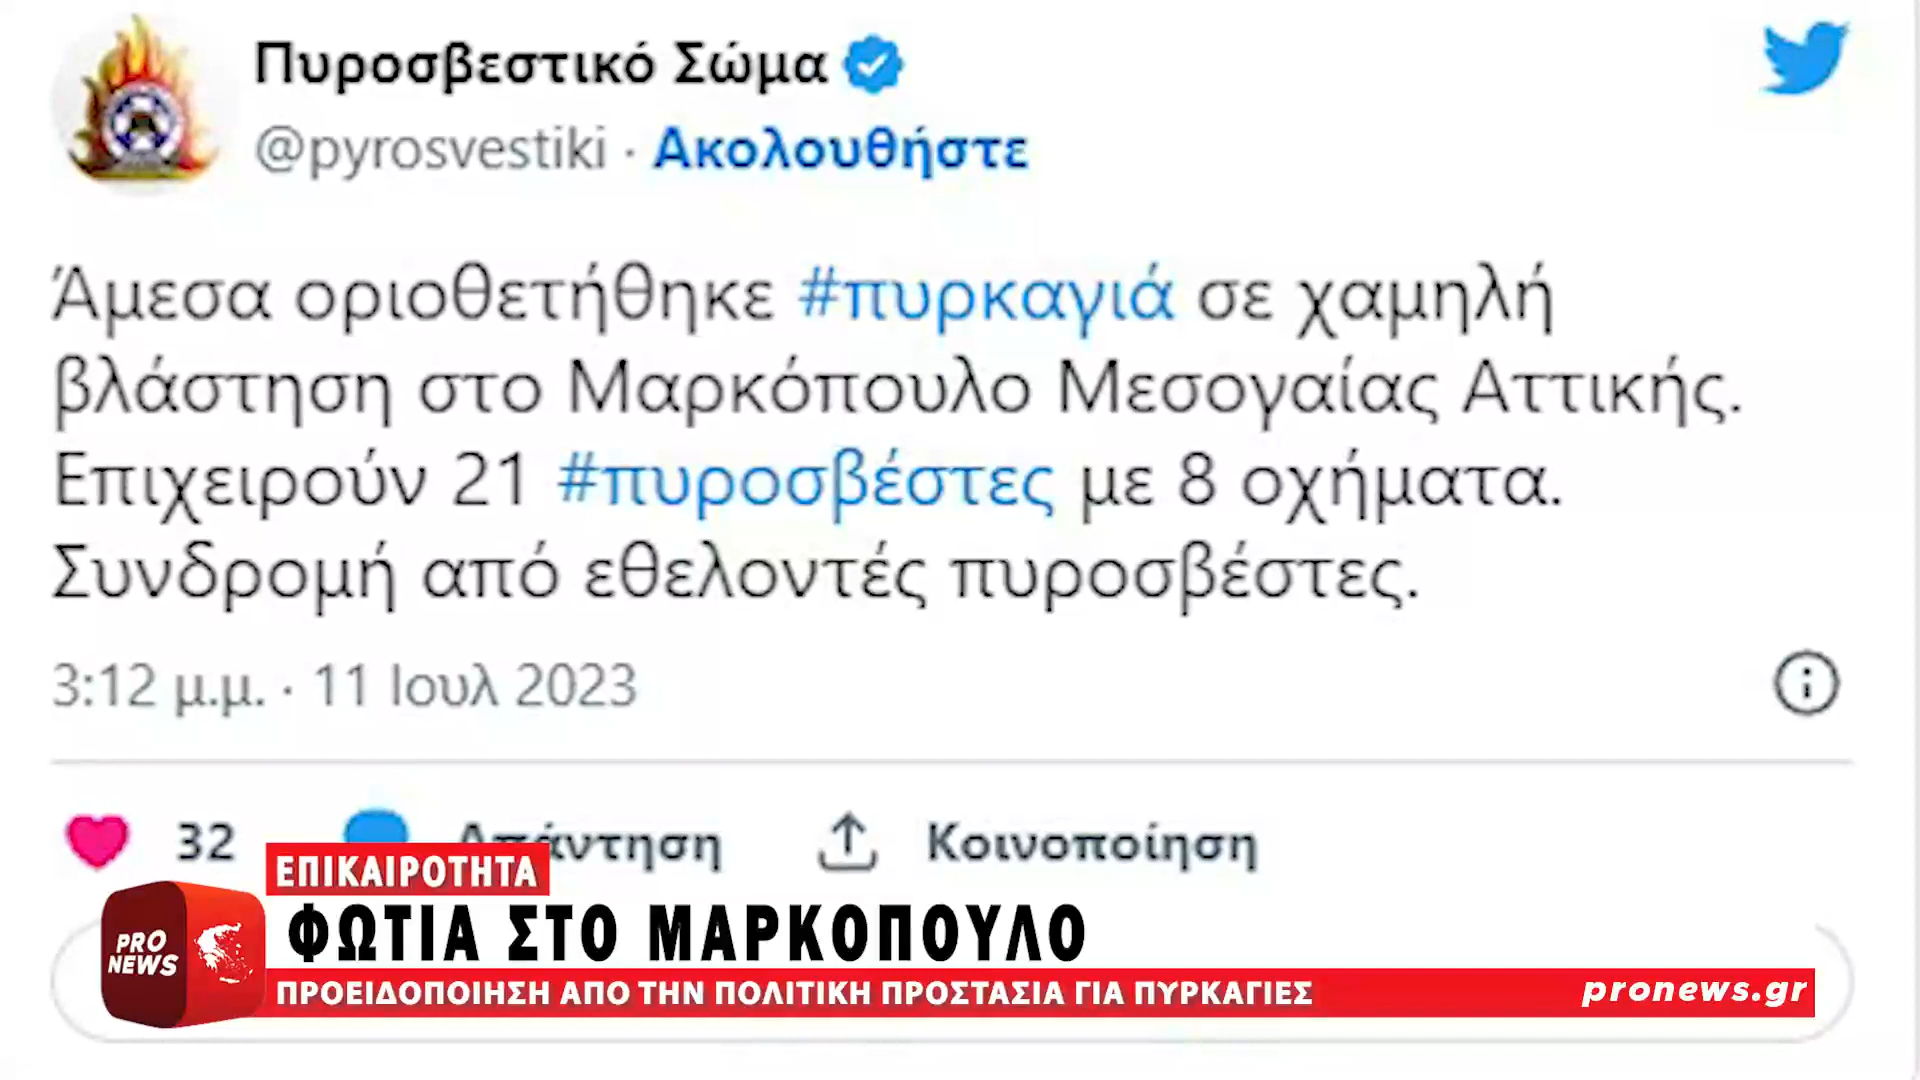 Πυροσβεστικό Σώμα
@pyrosvestiki · Ακολουθήστε
Άμεσα οριοθετήθηκε #πυρκαγιά σε χαμηλή
βλάστηση στο Μαρκόπουλο Μεσογαίας Αττικής.
Επιχειρούν 21 #πυροσβέστες με 8 οχήματα.
Συνδρομή από εθελοντές πυροσβέστες.
3:12 μ.μ. · 11 Ιουλ 2023
32 Απάντηση Κοινοποίηση
ΕΠΙΚΑΙΡΟΤΗΤΑ
ΦΩΤΙΑ ΣΤΟ ΜΑΡΚΟΠΟΥΛΟ
PRO
NEWS
ΠΡΟΕΙΔΟΠΟΙΗΣΗ ΑΠΟ ΤΗΝ ΠΟΛΙΤΙΚΗ ΠΡΟΣΤΑΣΙΑ ΓΙΑ ΠΥΡΚΑΓΙΕΣ pronews.gr